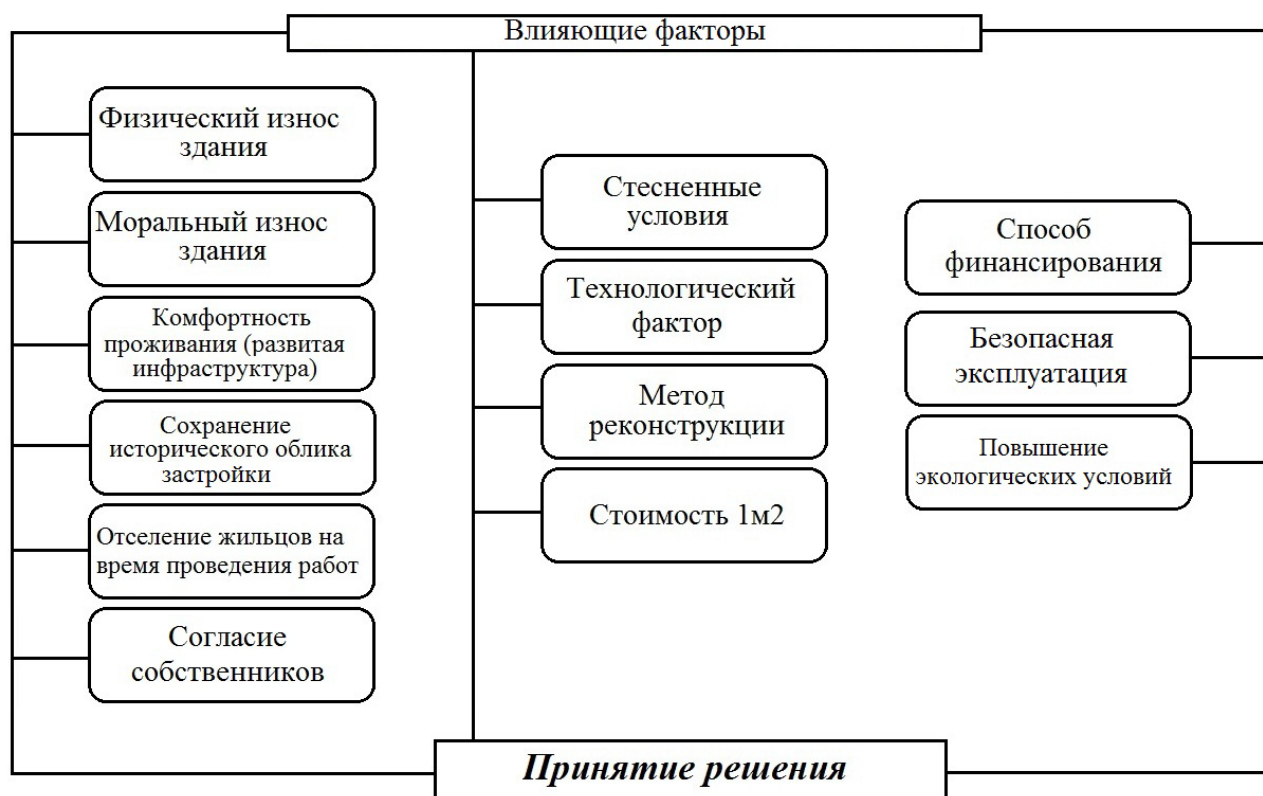 Влияющие факторы
Физический износ
здания
Моральный износ
здания
Комфортность
проживания (развитая
инфраструктура)
Сохранение
исторического облика
застройки
Отселение жильцов на
время проведения работ
Согласие
собственников
Стесненные
условия
Технологический
фактор
Метод
реконструкции
Стоимость 1м2
Способ
финансирования
Безопасная
эксплуатация
Повышение
экологических условий
Принятие решения